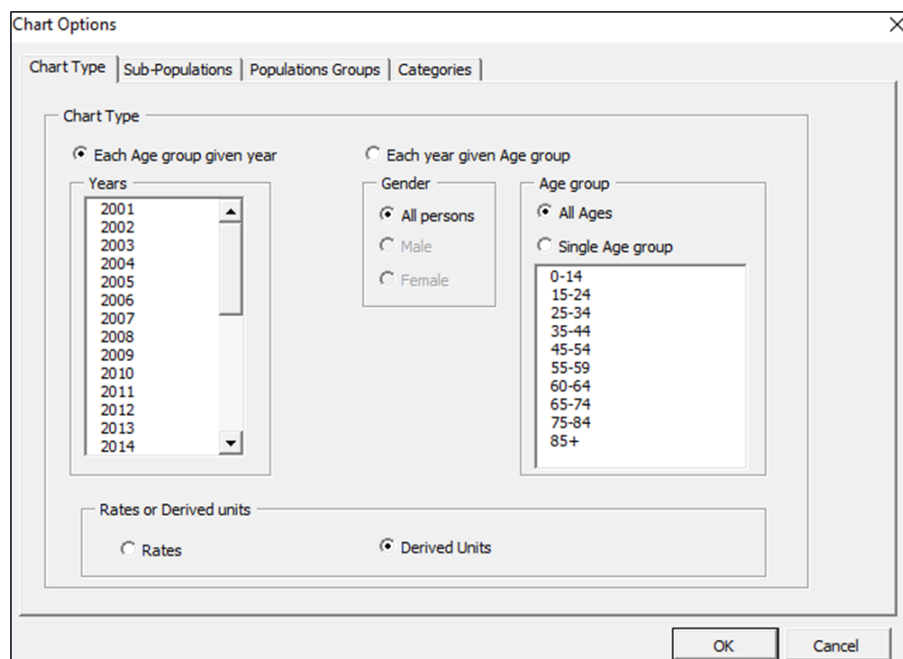 Chart Options
Chart Type
Sub-Populations
Populations Groups
Categories
Chart Type
Each Age group given year
Each year given Age group
Years
2001
2002
2003
2004
2005
2006
2007
2008
2009
2010
2011
2012
2013
2014
Gender
All persons
Male
Female
Age group
All Ages
Single Age group
0-14
15-24
25-34
35-44
45-54
55-59
60-64
65-74
75-84
85+
Rates or Derived units
Rates
Derived Units
OK
Cancel